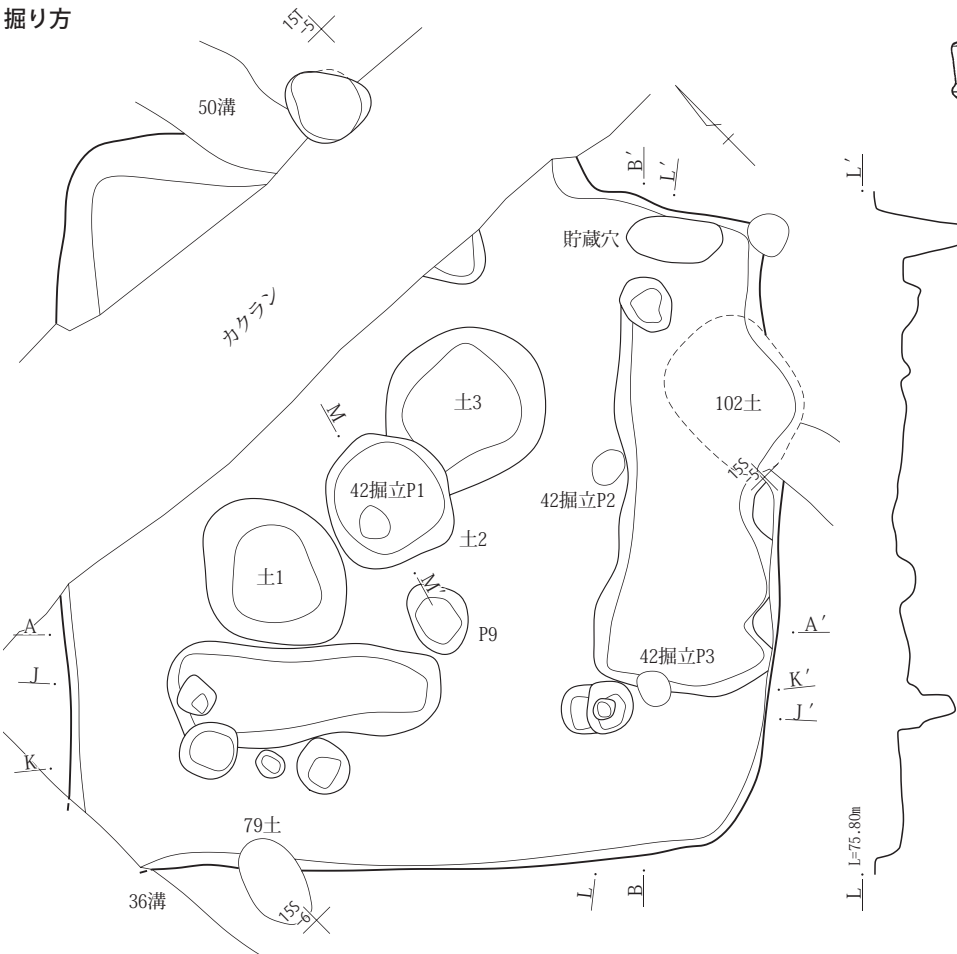 掘り方
15T
-5
50溝
B′
L′
L′
貯蔵穴
カクラン
土3
102土
M
15S
-5
42掘立P1
42掘立P2
土2
土1
M′
A
P9
A′
42掘立P3
J
K′
J′
K
79土
L=75.80m
36溝
15S
-6
L
B
L